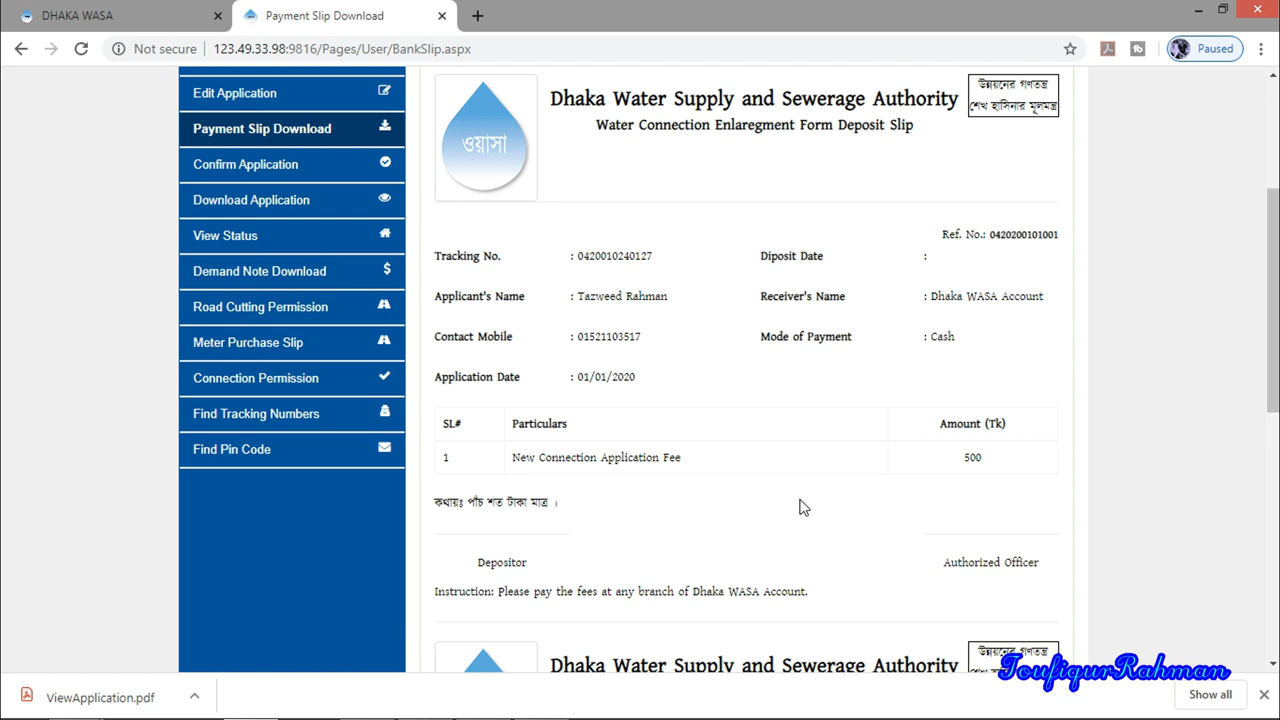 DHAKA WASA
Payment Slip Download
Not secure
123.49.33.98:9816/Pages/User/BankSlip.aspx
Paused
Edit Application
Payment Slip Download
Confirm Application
Download Application
View Status
Demand Note Download
Road Cutting Permission
Meter Purchase Slip
Connection Permission
Find Tracking Numbers
Find Pin Code
ওয়াসা
Dhaka Water Supply and Sewerage Authority
Water Connection Enlaregment Form Deposit Slip
উন্নয়নের গণতন্ত্র
শেখ হাসিনার মূলমন্ত্র
Ref. No.: 0420200101001
Tracking No. : 0420010240127 Diposit Date :
Applicant's Name : Tazweed Rahman Receiver's Name : Dhaka WASA Account
Contact Mobile : 01521103517 Mode of Payment : Cash
Application Date : 01/01/2020
SL# Particulars Amount (Tk)
1 New Connection Application Fee 500
কথায়ঃ পাঁচ শত টাকা মাত্র ।
Depositor Authorized Officer
Instruction: Please pay the fees at any branch of Dhaka WASA Account.
Dhaka Water Supply and Sewerage Authority
উন্নয়নের গণতন্ত্র
ToufiqurRahman
ViewApplication.pdf
Show all